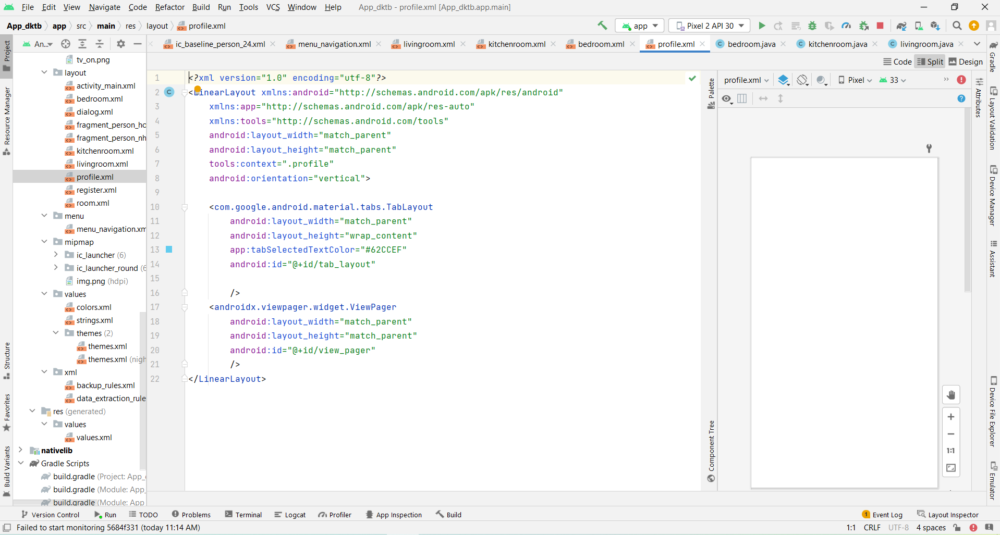 File Edit View Navigate Code Refactor Build Run Tools VCS Window Help App_dktb - profile.xml [App_dktb.app.main]
App_dktb app src main res layout profile.xml app Pixel 2 API 30
Project An... ic_baseline_person_24.xml menu_navigation.xml livingroom.xml kitchenroom.xml bedroom.xml profile.xml bedroom.java kitchenroom.java livingroom.java
Code Split Design
profile.xml Pixel 33
tv_on.png
layout
activity_main.xml
bedroom.xml
dialog.xml
fragment_person_ho
fragment_person_nh
kitchenroom.xml
livingroom.xml
profile.xml
register.xml
room.xml
menu
menu_navigation.xm
mipmap
ic_launcher (6)
ic_launcher_round (6
img.png (hdpi)
values
colors.xml
strings.xml
themes (2)
themes.xml
themes.xml (nigh
xml
backup_rules.xml
data_extraction_rule
res (generated)
values
values.xml
nativelib
Gradle Scripts
build.gradle (Project: App_
build.gradle (Module: App_
build.gradle (Module: App
1 <?xml version="1.0" encoding="utf-8"?>
2 C <LinearLayout xmlns:android="http://schemas.android.com/apk/res/android"
3 xmlns:app="http://schemas.android.com/apk/res-auto"
4 xmlns:tools="http://schemas.android.com/tools"
5 android:layout_width="match_parent"
6 android:layout_height="match_parent"
7 tools:context=".profile"
8 android:orientation="vertical">
9
10 <com.google.android.material.tabs.TabLayout
11 android:layout_width="match_parent"
12 android:layout_height="wrap_content"
13 app:tabSelectedTextColor="#62CCEF"
14 android:id="@+id/tab_layout"
15
16 />
17 <androidx.viewpager.widget.ViewPager
18 android:layout_width="match_parent"
19 android:layout_height="match_parent"
20 android:id="@+id/view_pager"
21 />
22 </LinearLayout>
Resource Manager
Structure
Favorites
Build Variants
Palette
Component Tree
Attributes
1:1
Gradle
Layout Validation
Device Manager
Assistant
Device File Explorer
Emulator
Version Control Run TODO Problems Terminal Logcat Profiler App Inspection Build 1 Event Log Layout Inspector
Failed to start monitoring 5684f331 (today 11:14 AM) 1:1 CRLF UTF-8 4 spaces